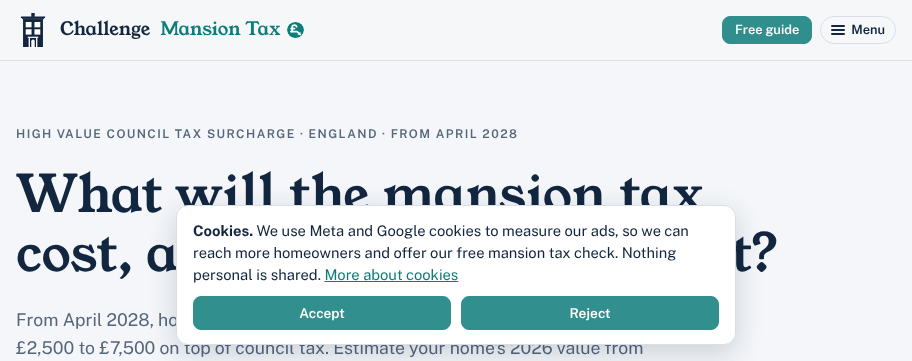 Challenge Mansion Tax £
Free guide
Menu
HIGH VALUE COUNCIL TAX SURCHARGE · ENGLAND · FROM APRIL 2028
What will the mansion tax
cost, a
t?
Cookies. We use Meta and Google cookies to measure our ads, so we can
reach more homeowners and offer our free mansion tax check. Nothing
personal is shared. More about cookies
Accept
Reject
From April 2028, ho
£2,500 to £7,500 on top of council tax. Estimate your home's 2026 value from